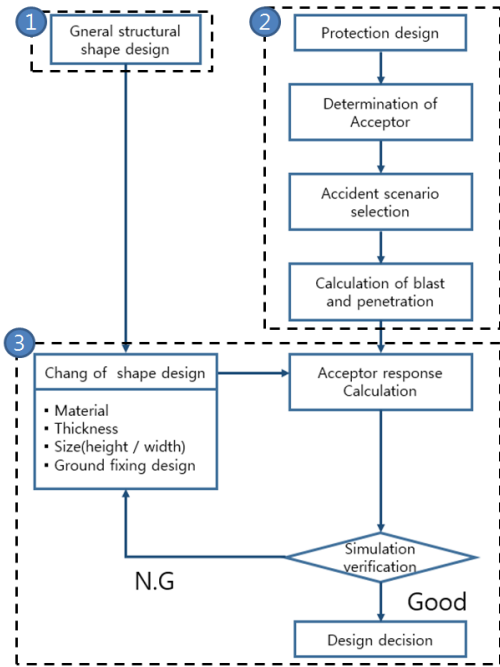 1
Gneral structural
shape design
2
Protection design
Determination of
Acceptor
Accident scenario
selection
Calculation of blast
and penetration
3
Chang of shape design
▪ Material
▪ Thickness
▪ Size(height / width)
▪ Ground fixing design
Acceptor response
Calculation
Simulation
verification
N.G
Good
Design decision